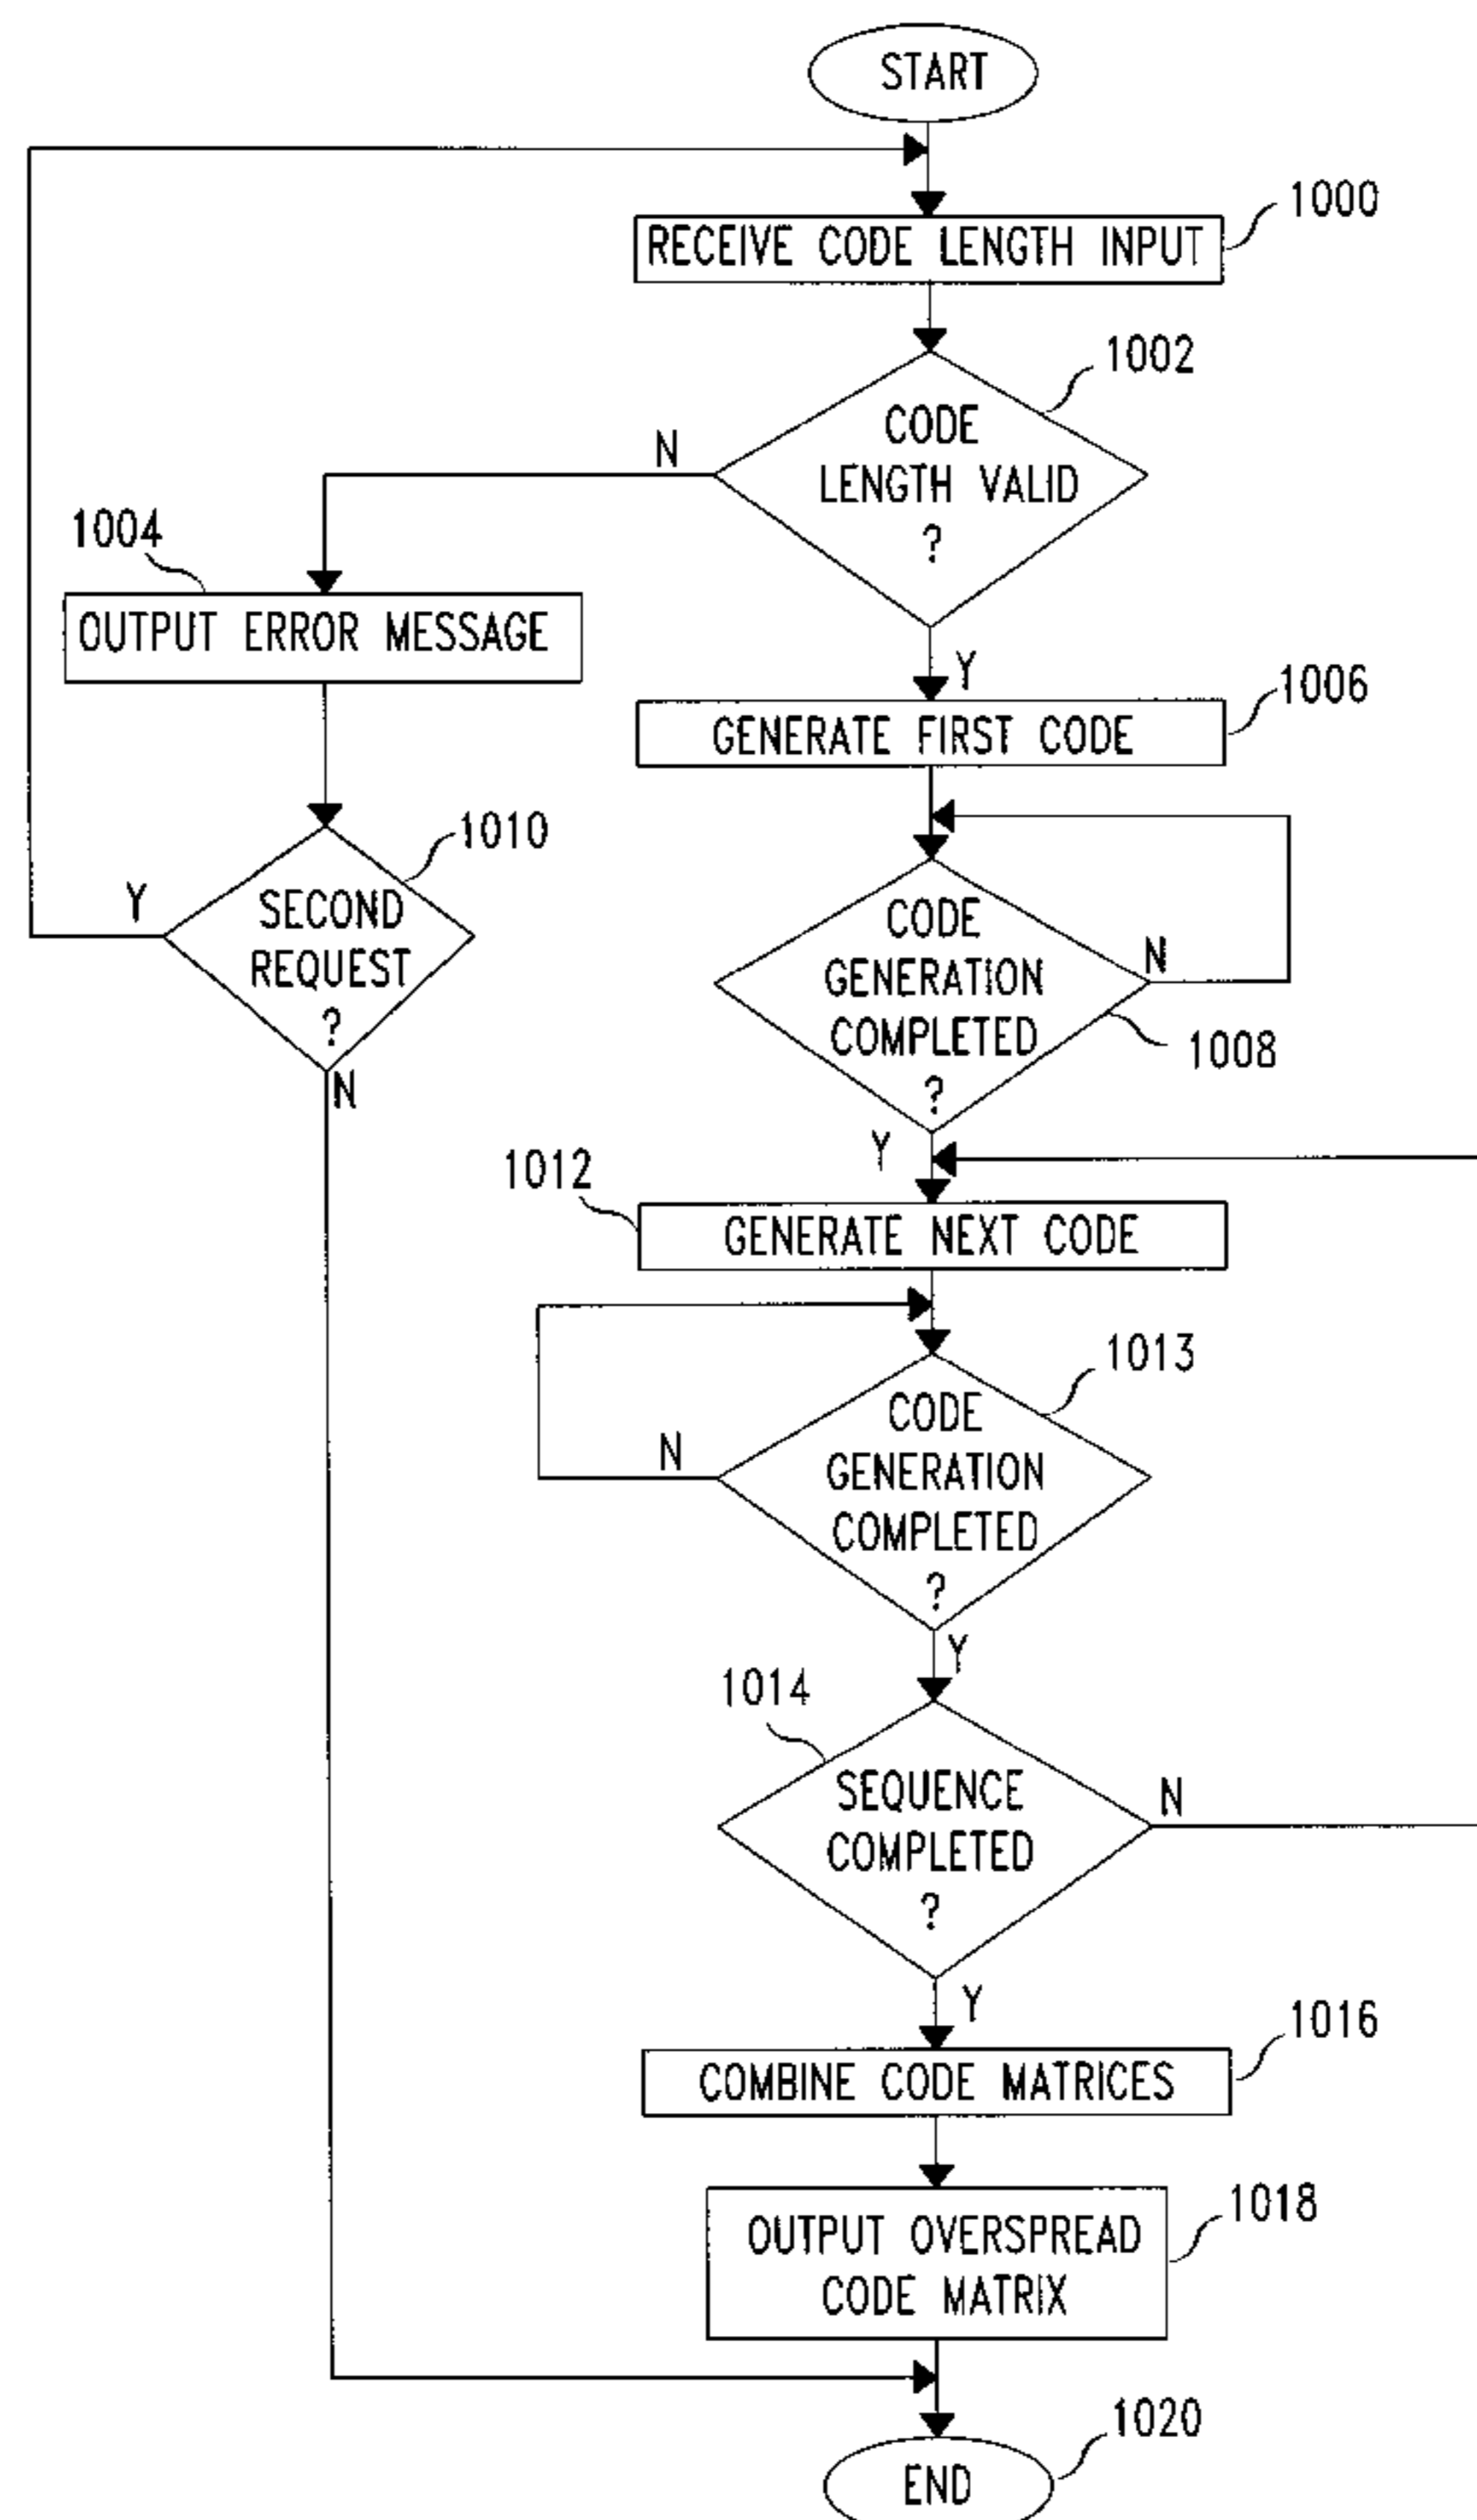 START
1000
RECEIVE CODE LENGTH INPUT
1002
CODE
LENGTH VALID
?
N
1004
OUTPUT ERROR MESSAGE
Y
1006
GENERATE FIRST CODE
1010
SECOND
REQUEST
?
Y
N
CODE
GENERATION
COMPLETED
?
N
1008
Y
1012
GENERATE NEXT CODE
1013
CODE
GENERATION
COMPLETED
?
N
Y
1014
SEQUENCE
COMPLETED
?
N
Y
1016
COMBINE CODE MATRICES
1018
OUTPUT OVERSPREAD
CODE MATRIX
1020
END